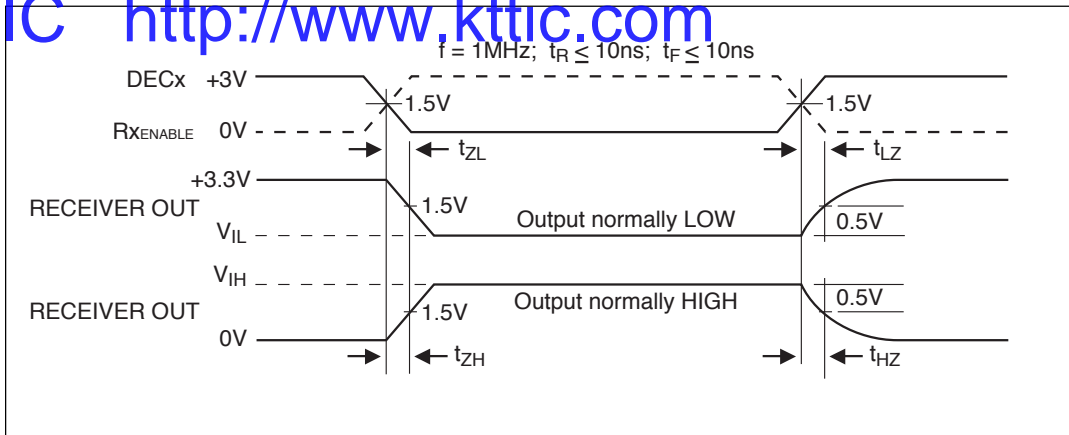 IC http://www.kttic.com
f = 1MHz; tR ≤ 10ns; tF ≤ 10ns
DECx +3V
1.5V
1.5V
RxENABLE 0V
tZL
tLZ
+3.3V
RECEIVER OUT
1.5V
Output normally LOW
0.5V
VIL
VIH
RECEIVER OUT
1.5V
Output normally HIGH
0.5V
0V
tZH
tHZ